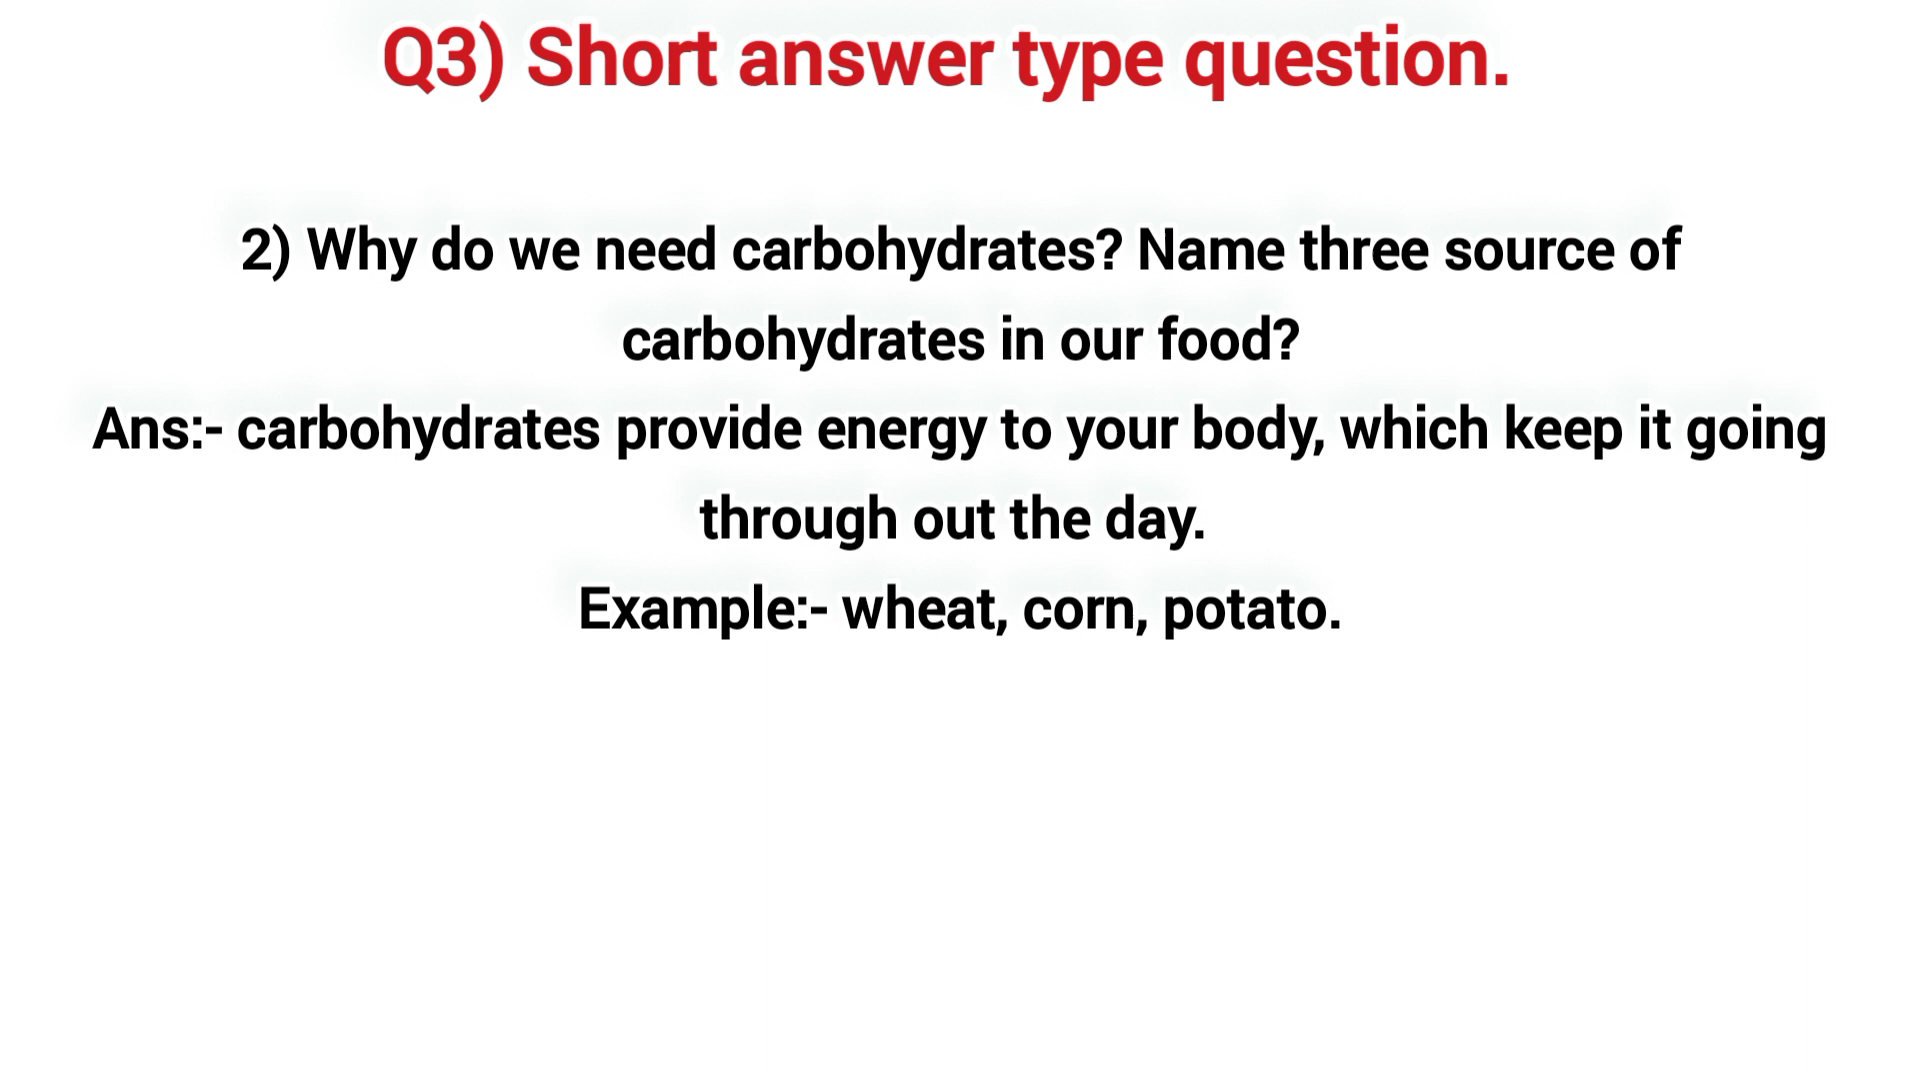 Q3) Short answer type question.
2) Why do we need carbohydrates? Name three source of
carbohydrates in our food?
Ans:- carbohydrates provide energy to your body, which keep it going
through out the day.
Example:- wheat, corn, potato.